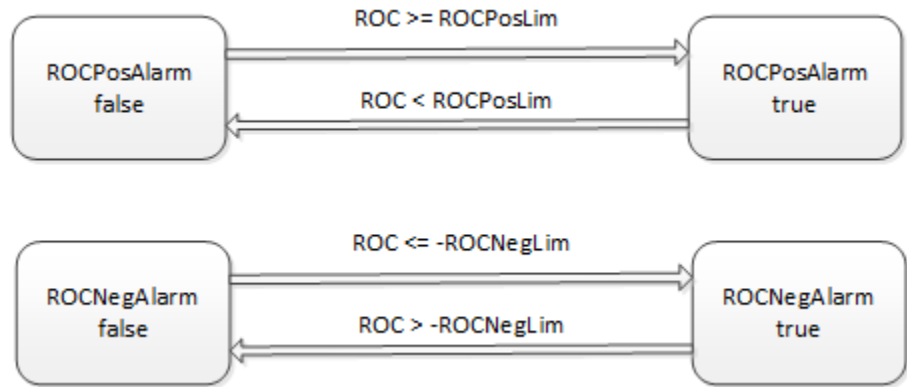 ROC >= ROCPosLim
ROCPosAlarm
false
ROCPosAlarm
true
ROC < ROCPosLim
ROC <= -ROCNegLim
ROCNegAlarm
false
ROCNegAlarm
true
ROC > -ROCNegLim